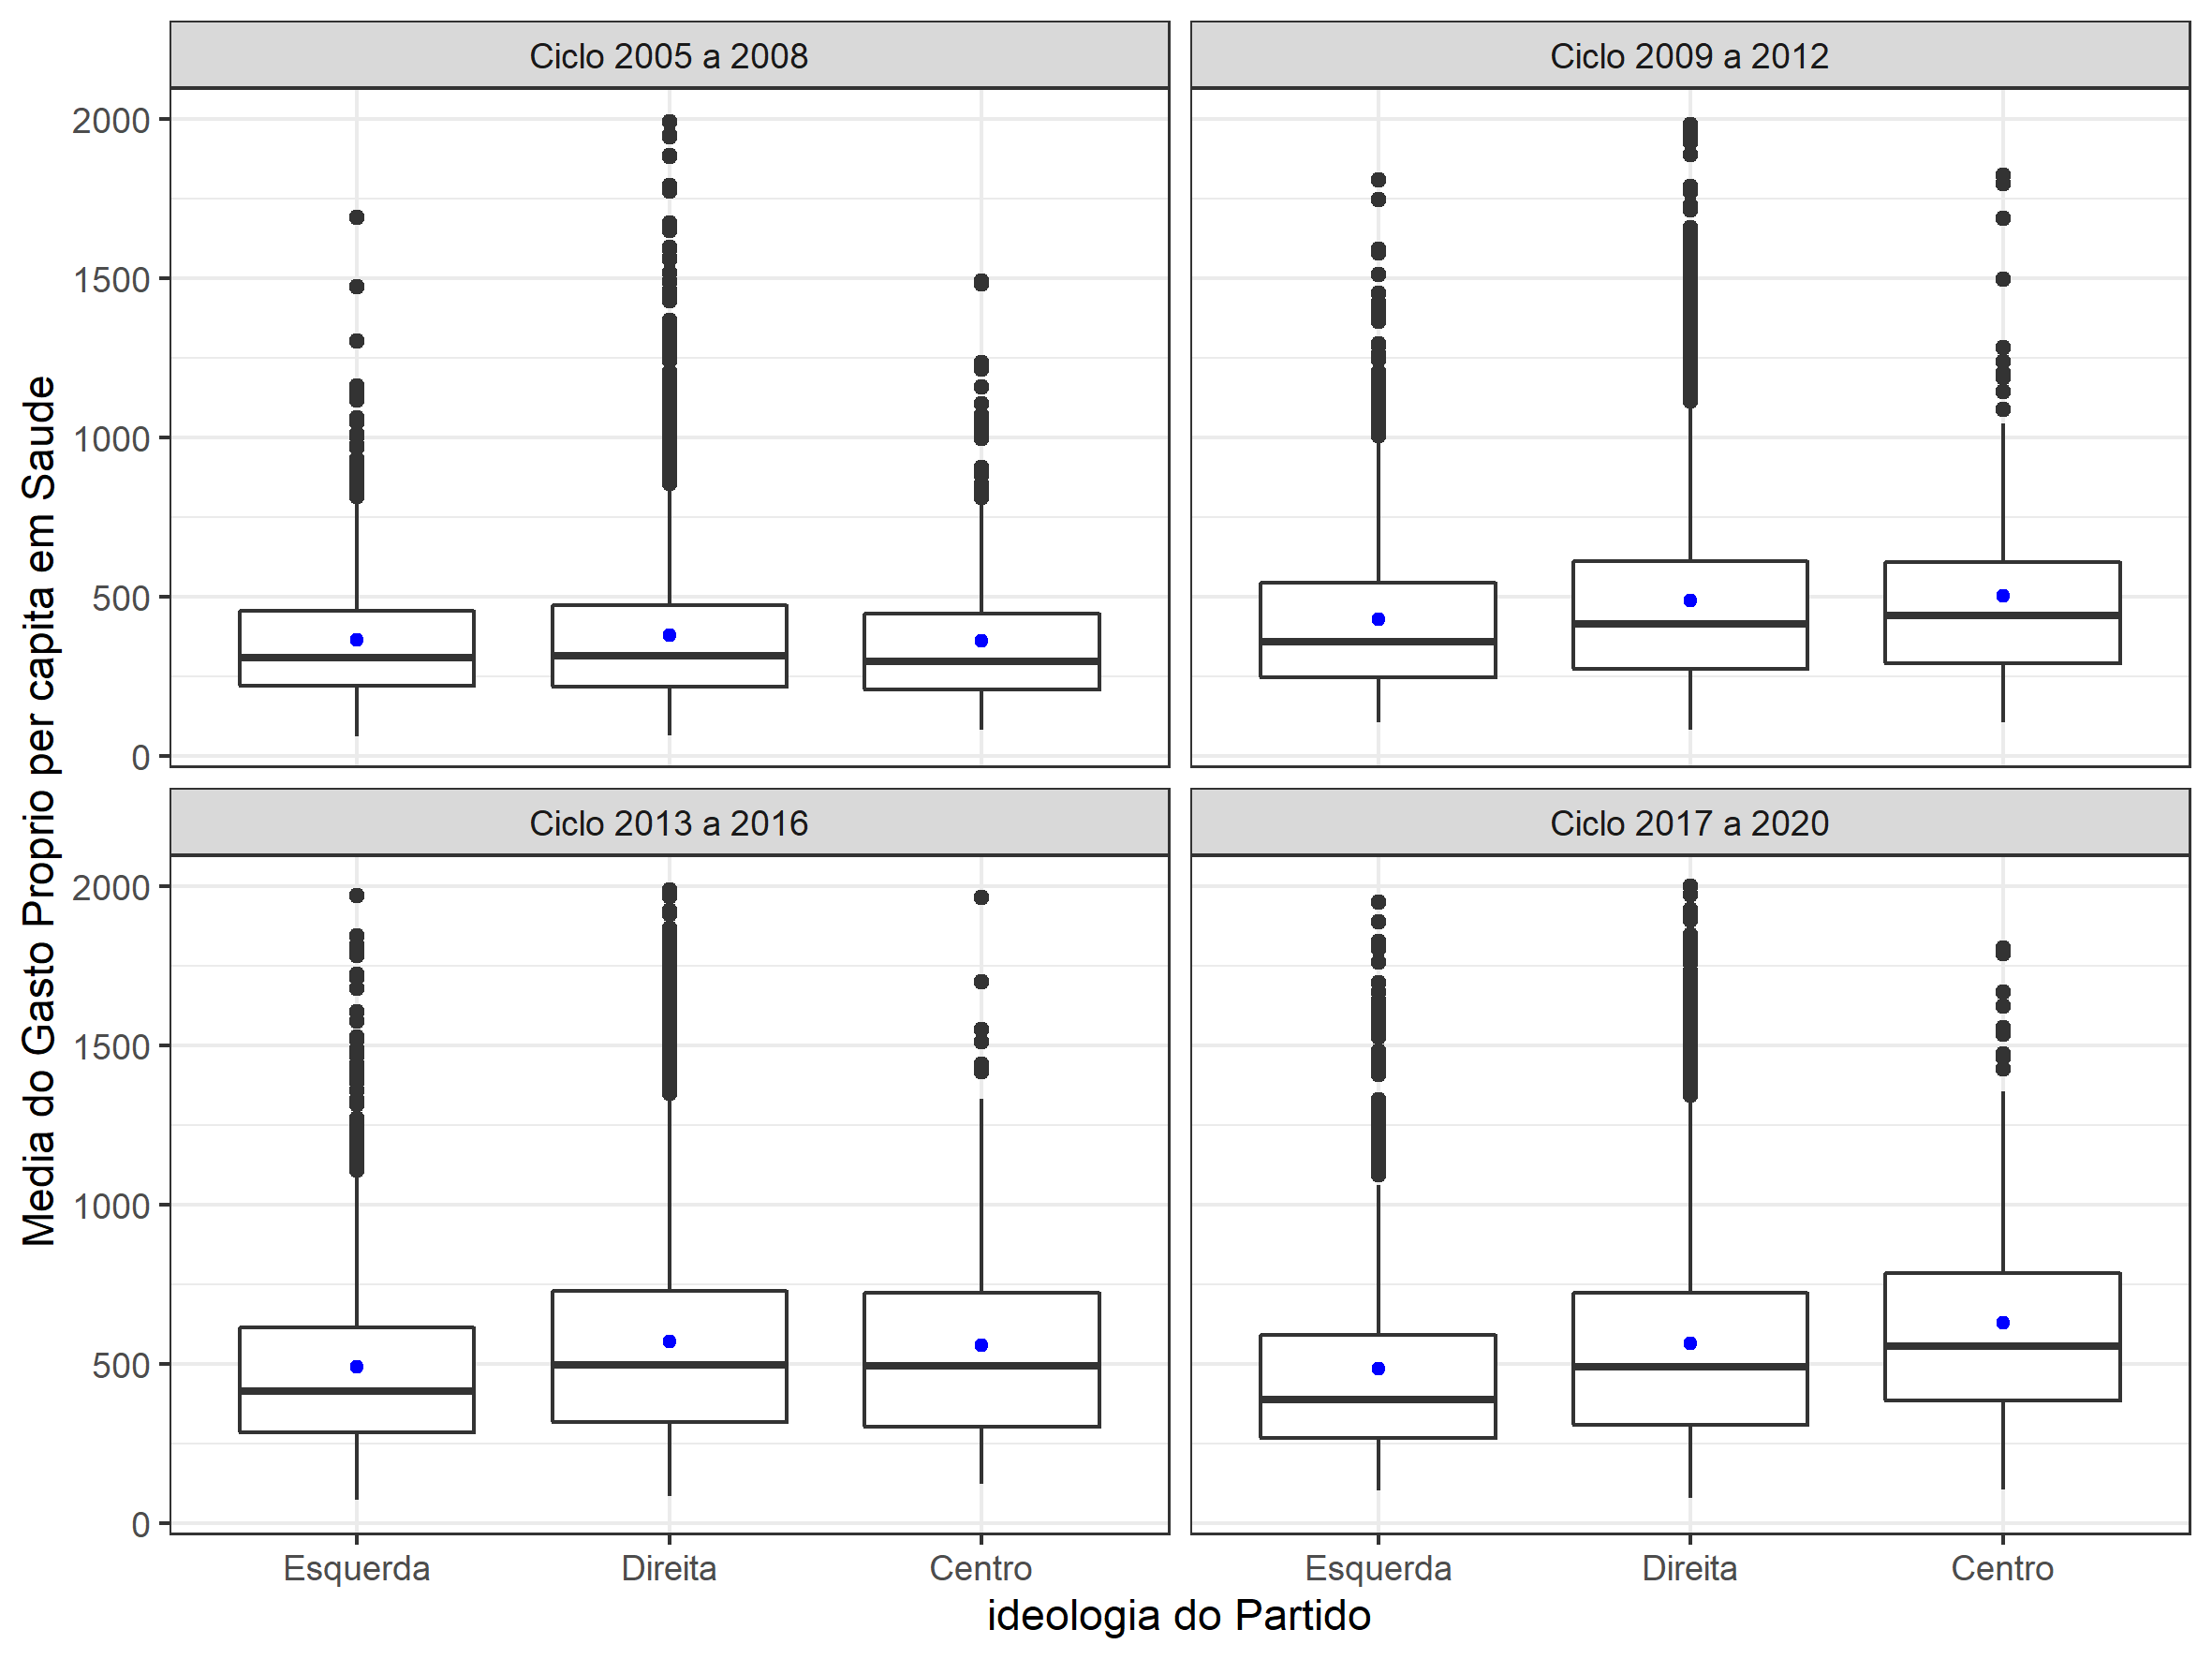 Ciclo 2005 a 2008
Ciclo 2009 a 2012
2000
1500
1000
500
0
Ciclo 2013 a 2016
Ciclo 2017 a 2020
2000
1500
1000
500
0
Media do Gasto Proprio per capita em Saude
Esquerda
Direita
Centro
Esquerda
Direita
Centro
ideologia do Partido